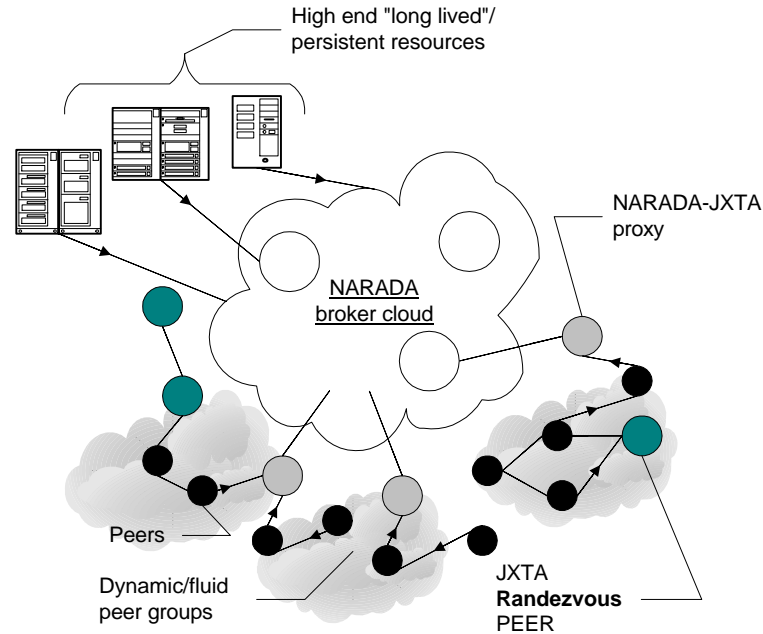 High end "long lived"/
persistent resources
NARADA-JXTA
proxy
NARADA
broker cloud
Peers
Dynamic/fluid
peer groups
JXTA
Randezvous
PEER